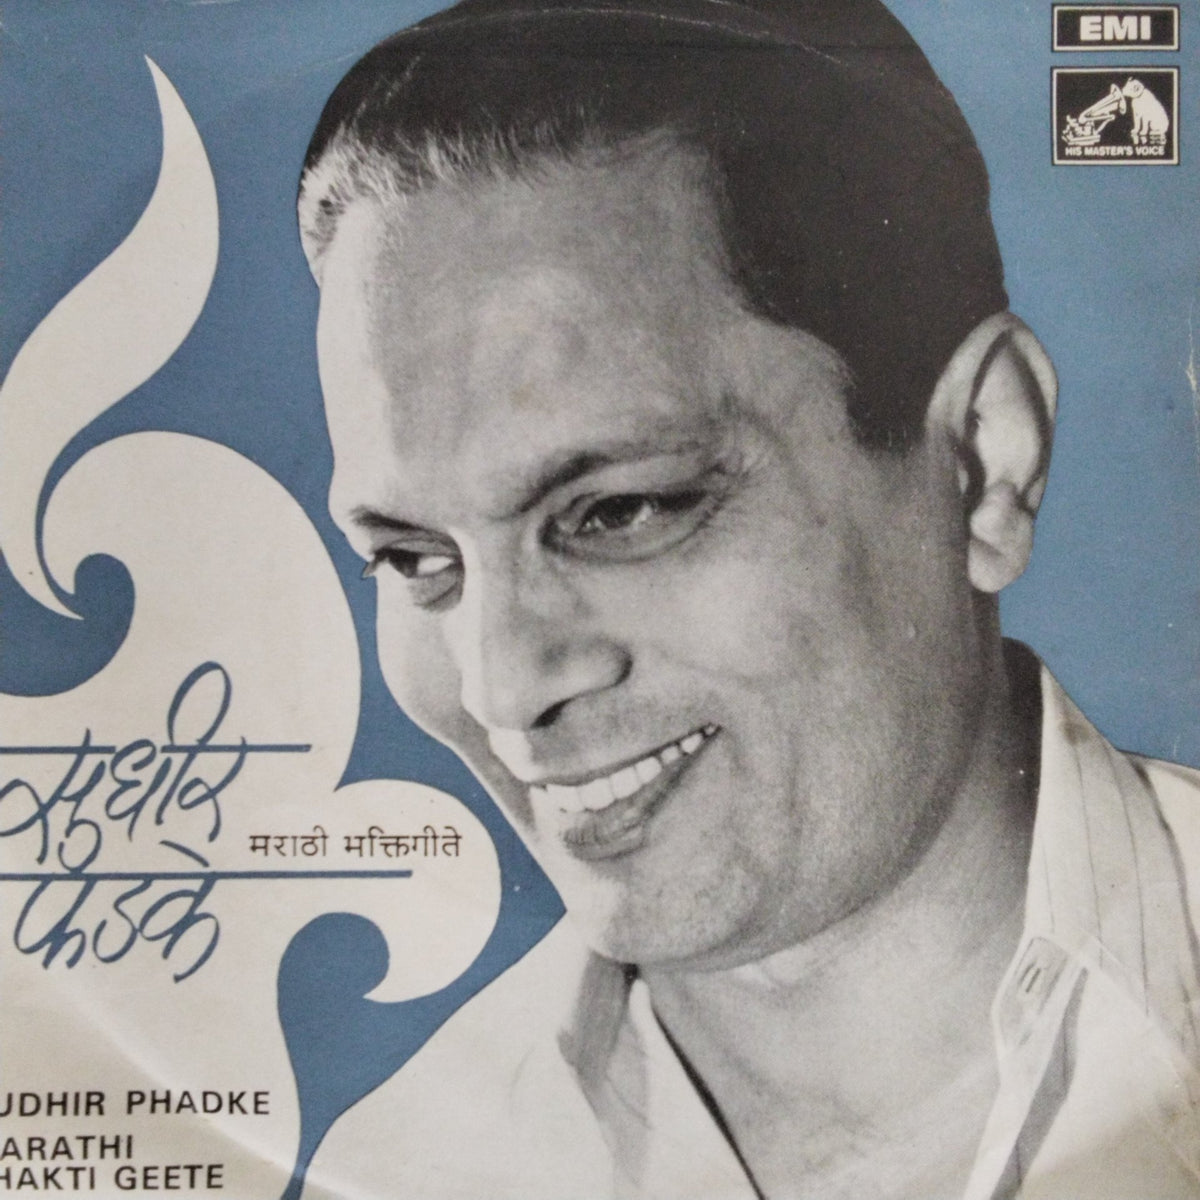 EMI
HIS MASTER'S VOICE
सुधीर
मराठी भक्तिगीते
फडके
UDHIR PHADKE
ARATHI
HAKTI GEETE